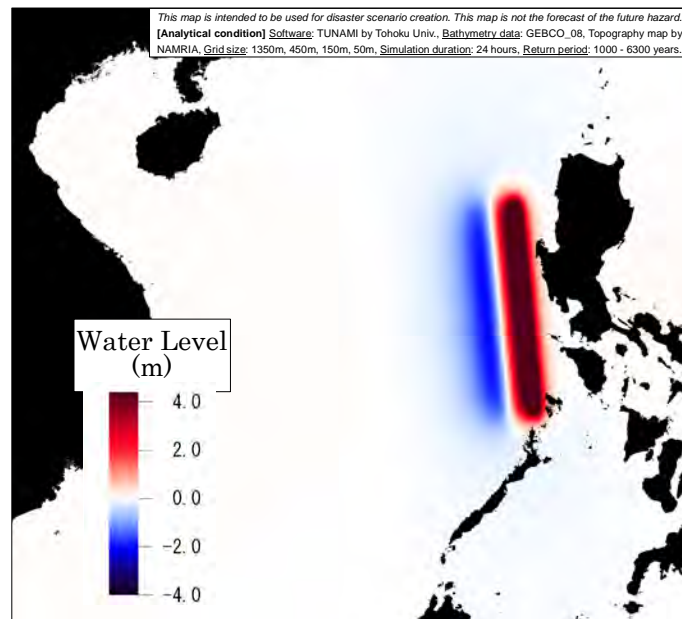 This map is intended to be used for disaster scenario creation. This map is not the forecast of the future hazard.
[Analytical condition] Software: TUNAMI by Tohoku Univ., Bathymetry data: GEBCO_08, Topography map by
NAMRIA, Grid size: 1350m, 450m, 150m, 50m, Simulation duration: 24 hours, Return period: 1000 - 6300 years.
Water Level
(m)
4.0
2.0
0.0
-2.0
-4.0